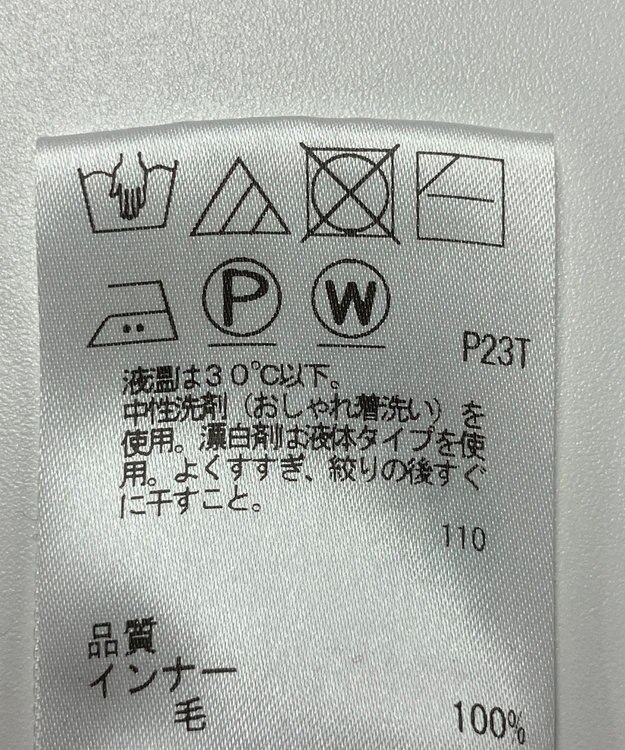 P
W
P23T
液温は30℃以下。
中性洗剤（おしゃれ着洗い）を
使用。漂白剤は液体タイプを使
用。よくすすぎ、絞りの後すぐ
に干すこと。
110
品質
インナー
毛 100%